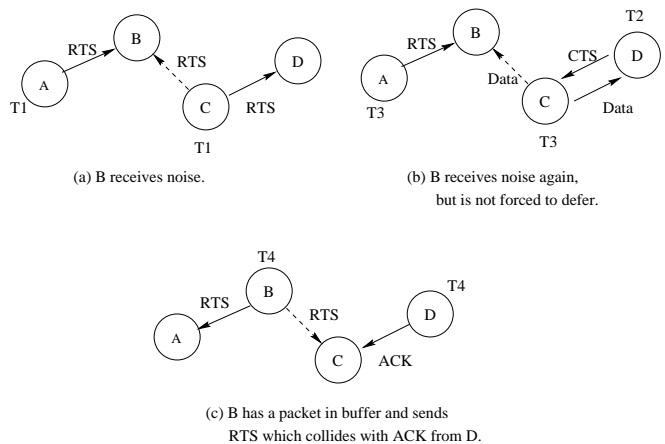 B
RTS
RTS
A
T1
C
T1
RTS
D
(a) B receives noise.
T2
B
RTS
CTS
D
A
T3
Data
C
T3
Data
(b) B receives noise again,
but is not forced to defer.
T4
B
RTS
RTS
A
C
T4
D
ACK
(c) B has a packet in buffer and sends
RTS which collides with ACK from D.